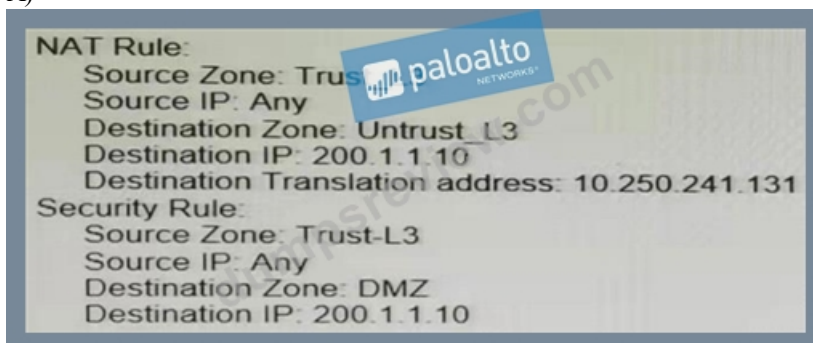 A)
NAT Rule:
Source Zone: Trus
paloalto
NETWORKS
Source IP: Any
Destination Zone: Untrust_L3
Destination IP: 200.1.1.10
Destination Translation address: 10.250.241.131
Security Rule:
Source Zone: Trust-L3
Source IP: Any
Destination Zone: DMZ
Destination IP: 200.1.1.10
dumpsreview.com